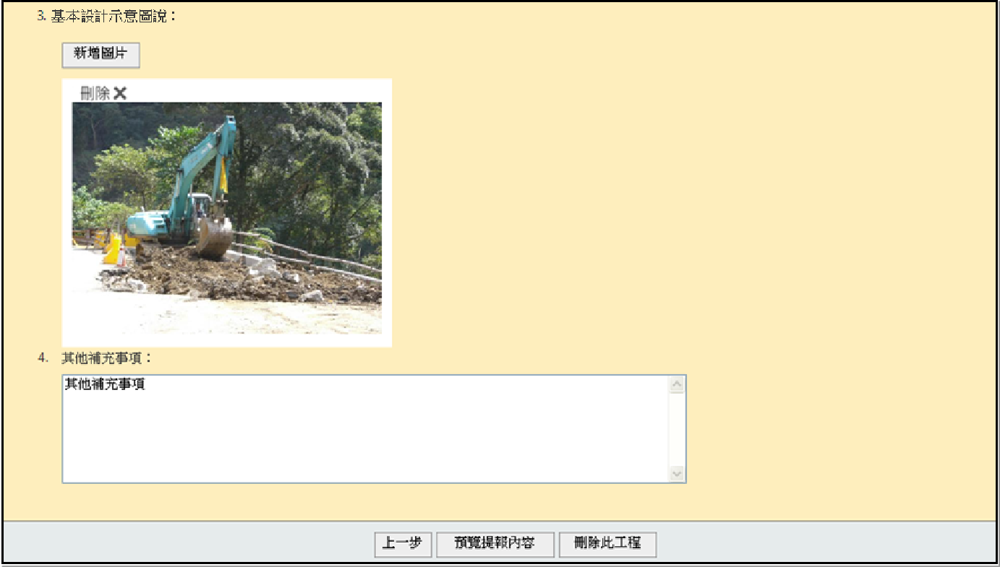 3. 基本設計示意圖說：
新增圖片
刪除✕
4. 其他補充事項：
其他補充事項
上一步 預覽提報內容 刪除此工程